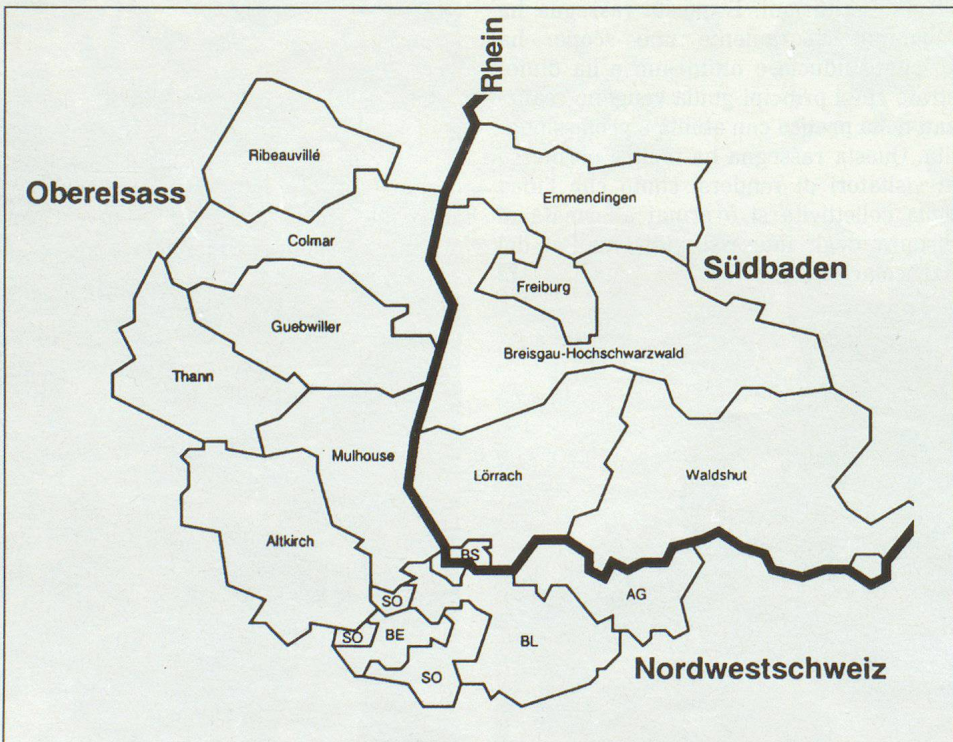 Rhein
Ribeauvillé
Oberelsass
Emmendingen
Colmar
Südbaden
Freiburg
Guebwiller
Breisgau-Hochschwarzwald
Thann
Mulhouse
Lörrach
Waldshut
Altkirch
BS
AG
SO
SO
BE
BL
Nordwestschweiz
SO